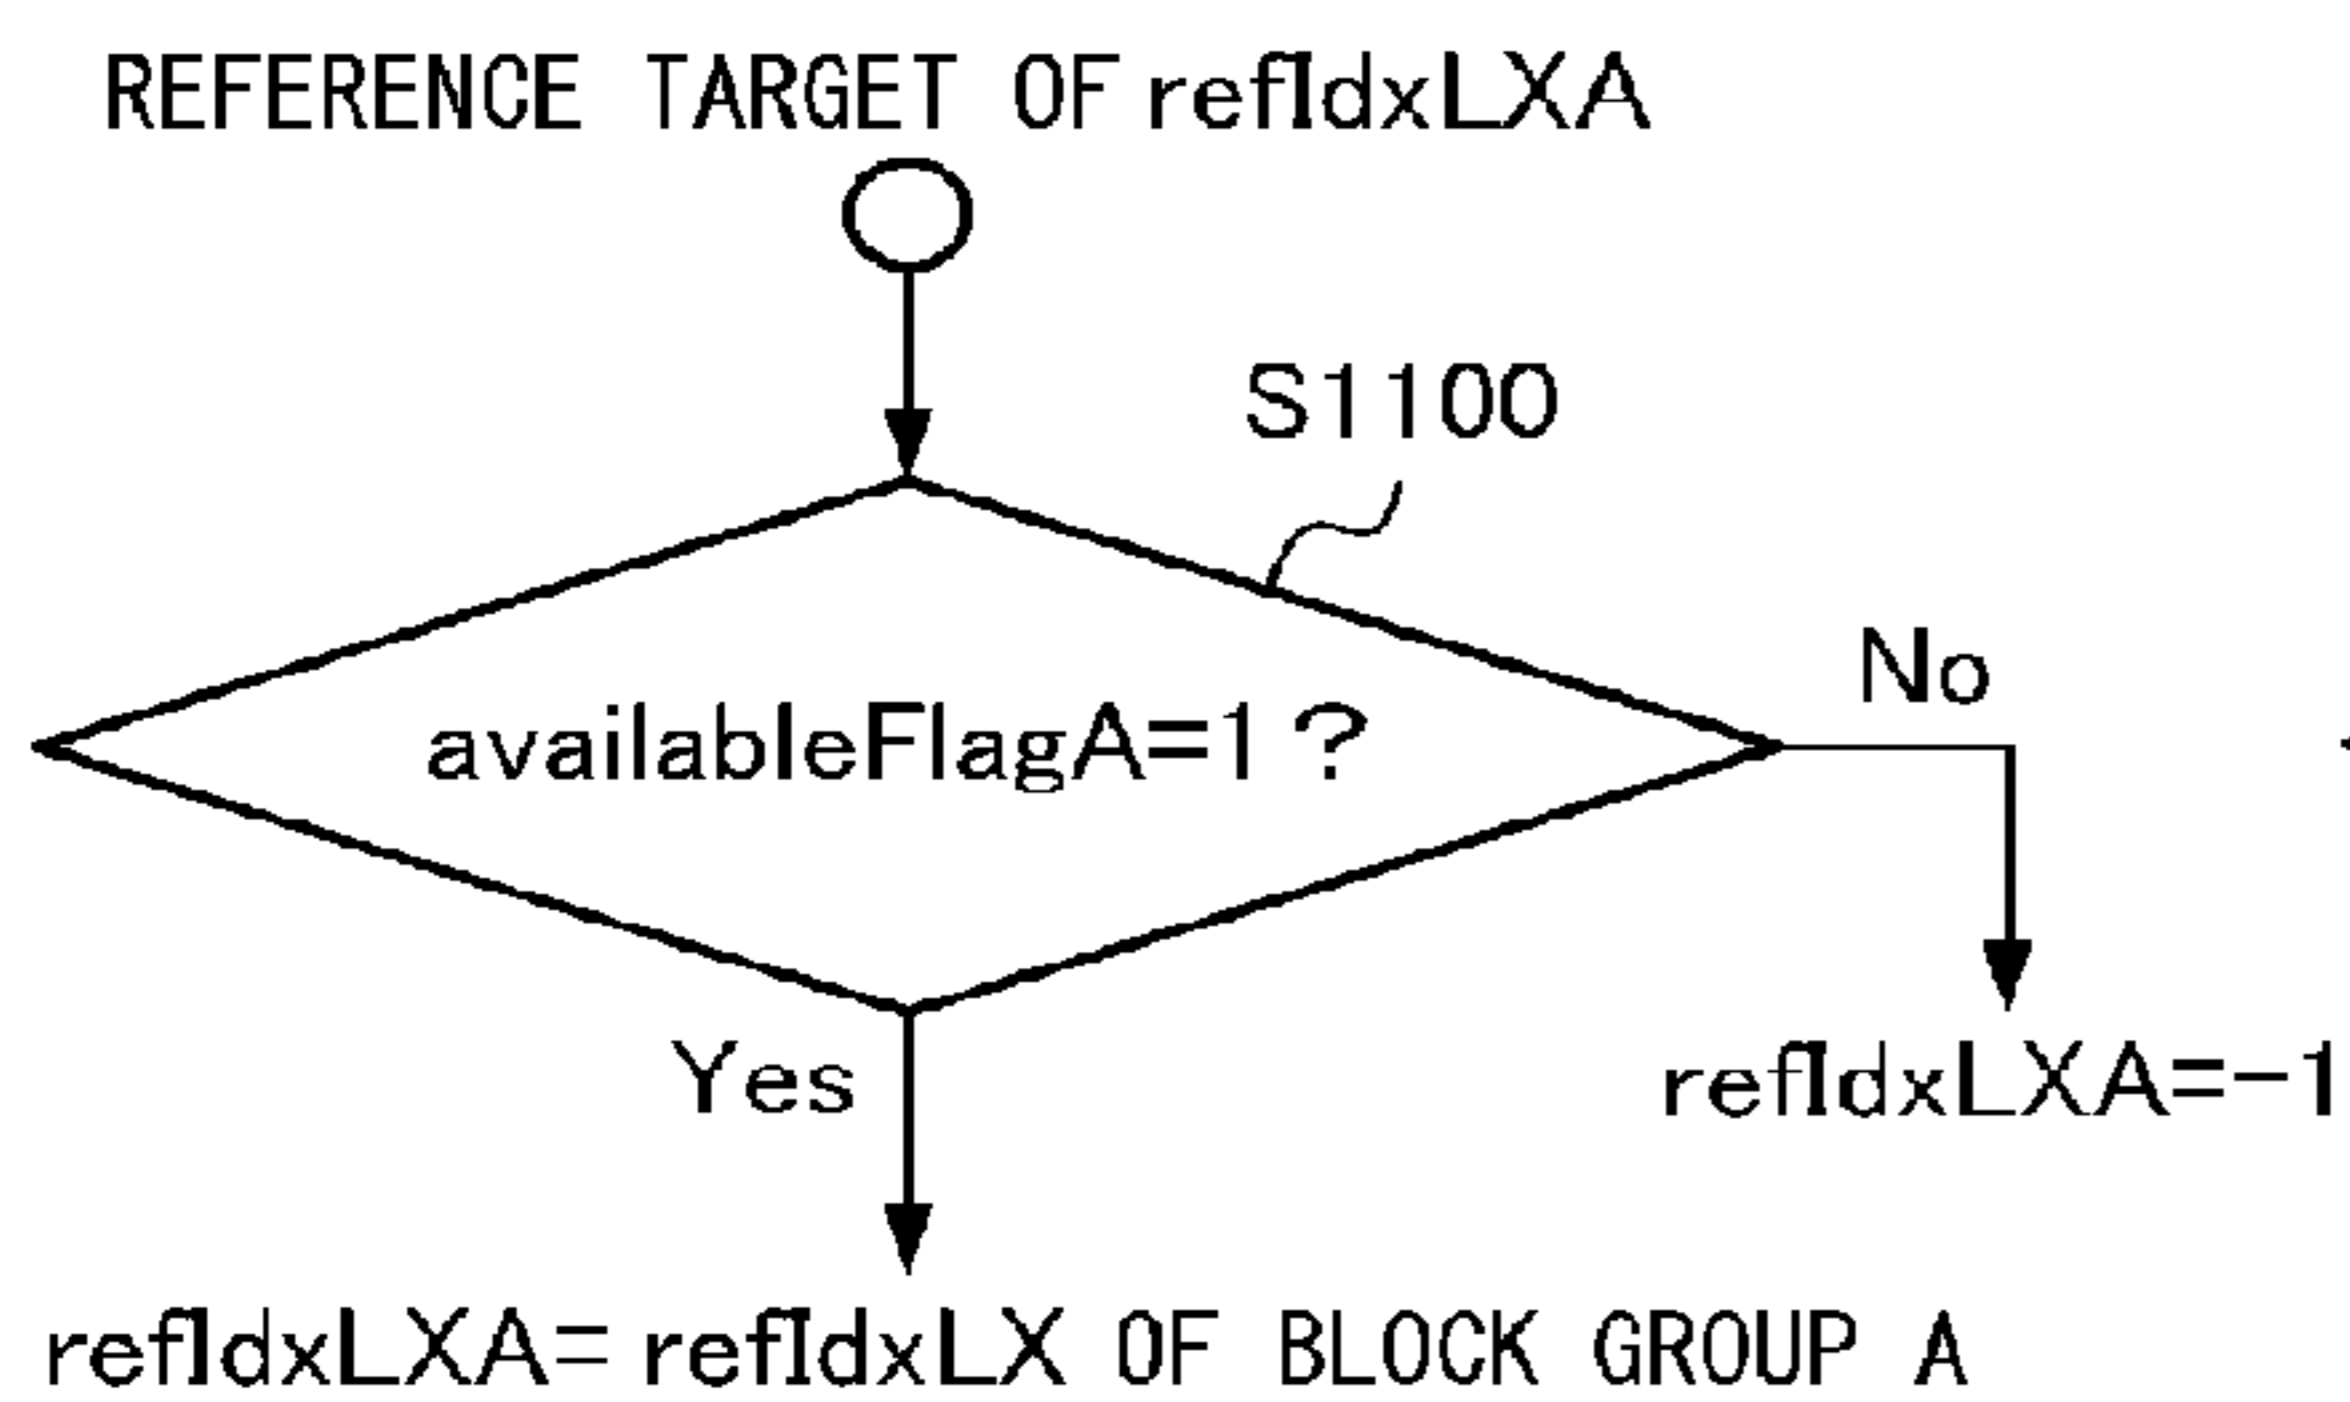 REFERENCE TARGET OF refIdxLXA
S1100
No
availableFlagA=1 ?
Yes
refIdxLXA=-1
refIdxLXA= refIdxLX OF BLOCK GROUP A